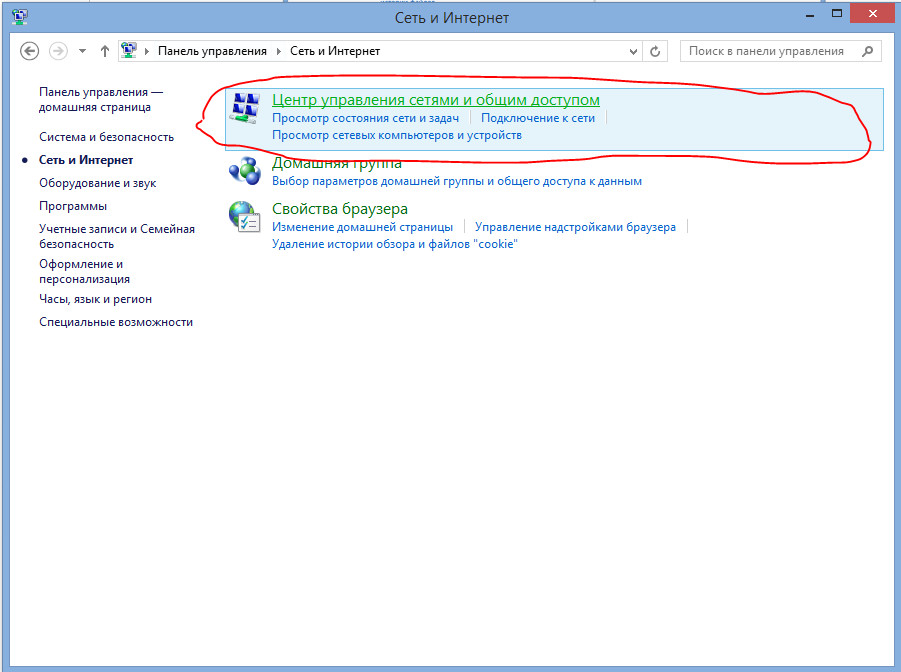 Сеть и Интернет
Панель управления Сеть и Интернет
Поиск в панели управления
Панель управления —
домашняя страница
Система и безопасность
Сеть и Интернет
Оборудование и звук
Программы
Учетные записи и Семейная
безопасность
Оформление и
персонализация
Часы, язык и регион
Специальные возможности
Центр управления сетями и общим доступом
Просмотр состояния сети и задач Подключение к сети
Просмотр сетевых компьютеров и устройств
Домашняя группа
Выбор параметров домашней группы и общего доступа к данным
Свойства браузера
Изменение домашней страницы Управление надстройками браузера
Удаление истории обзора и файлов "cookie"